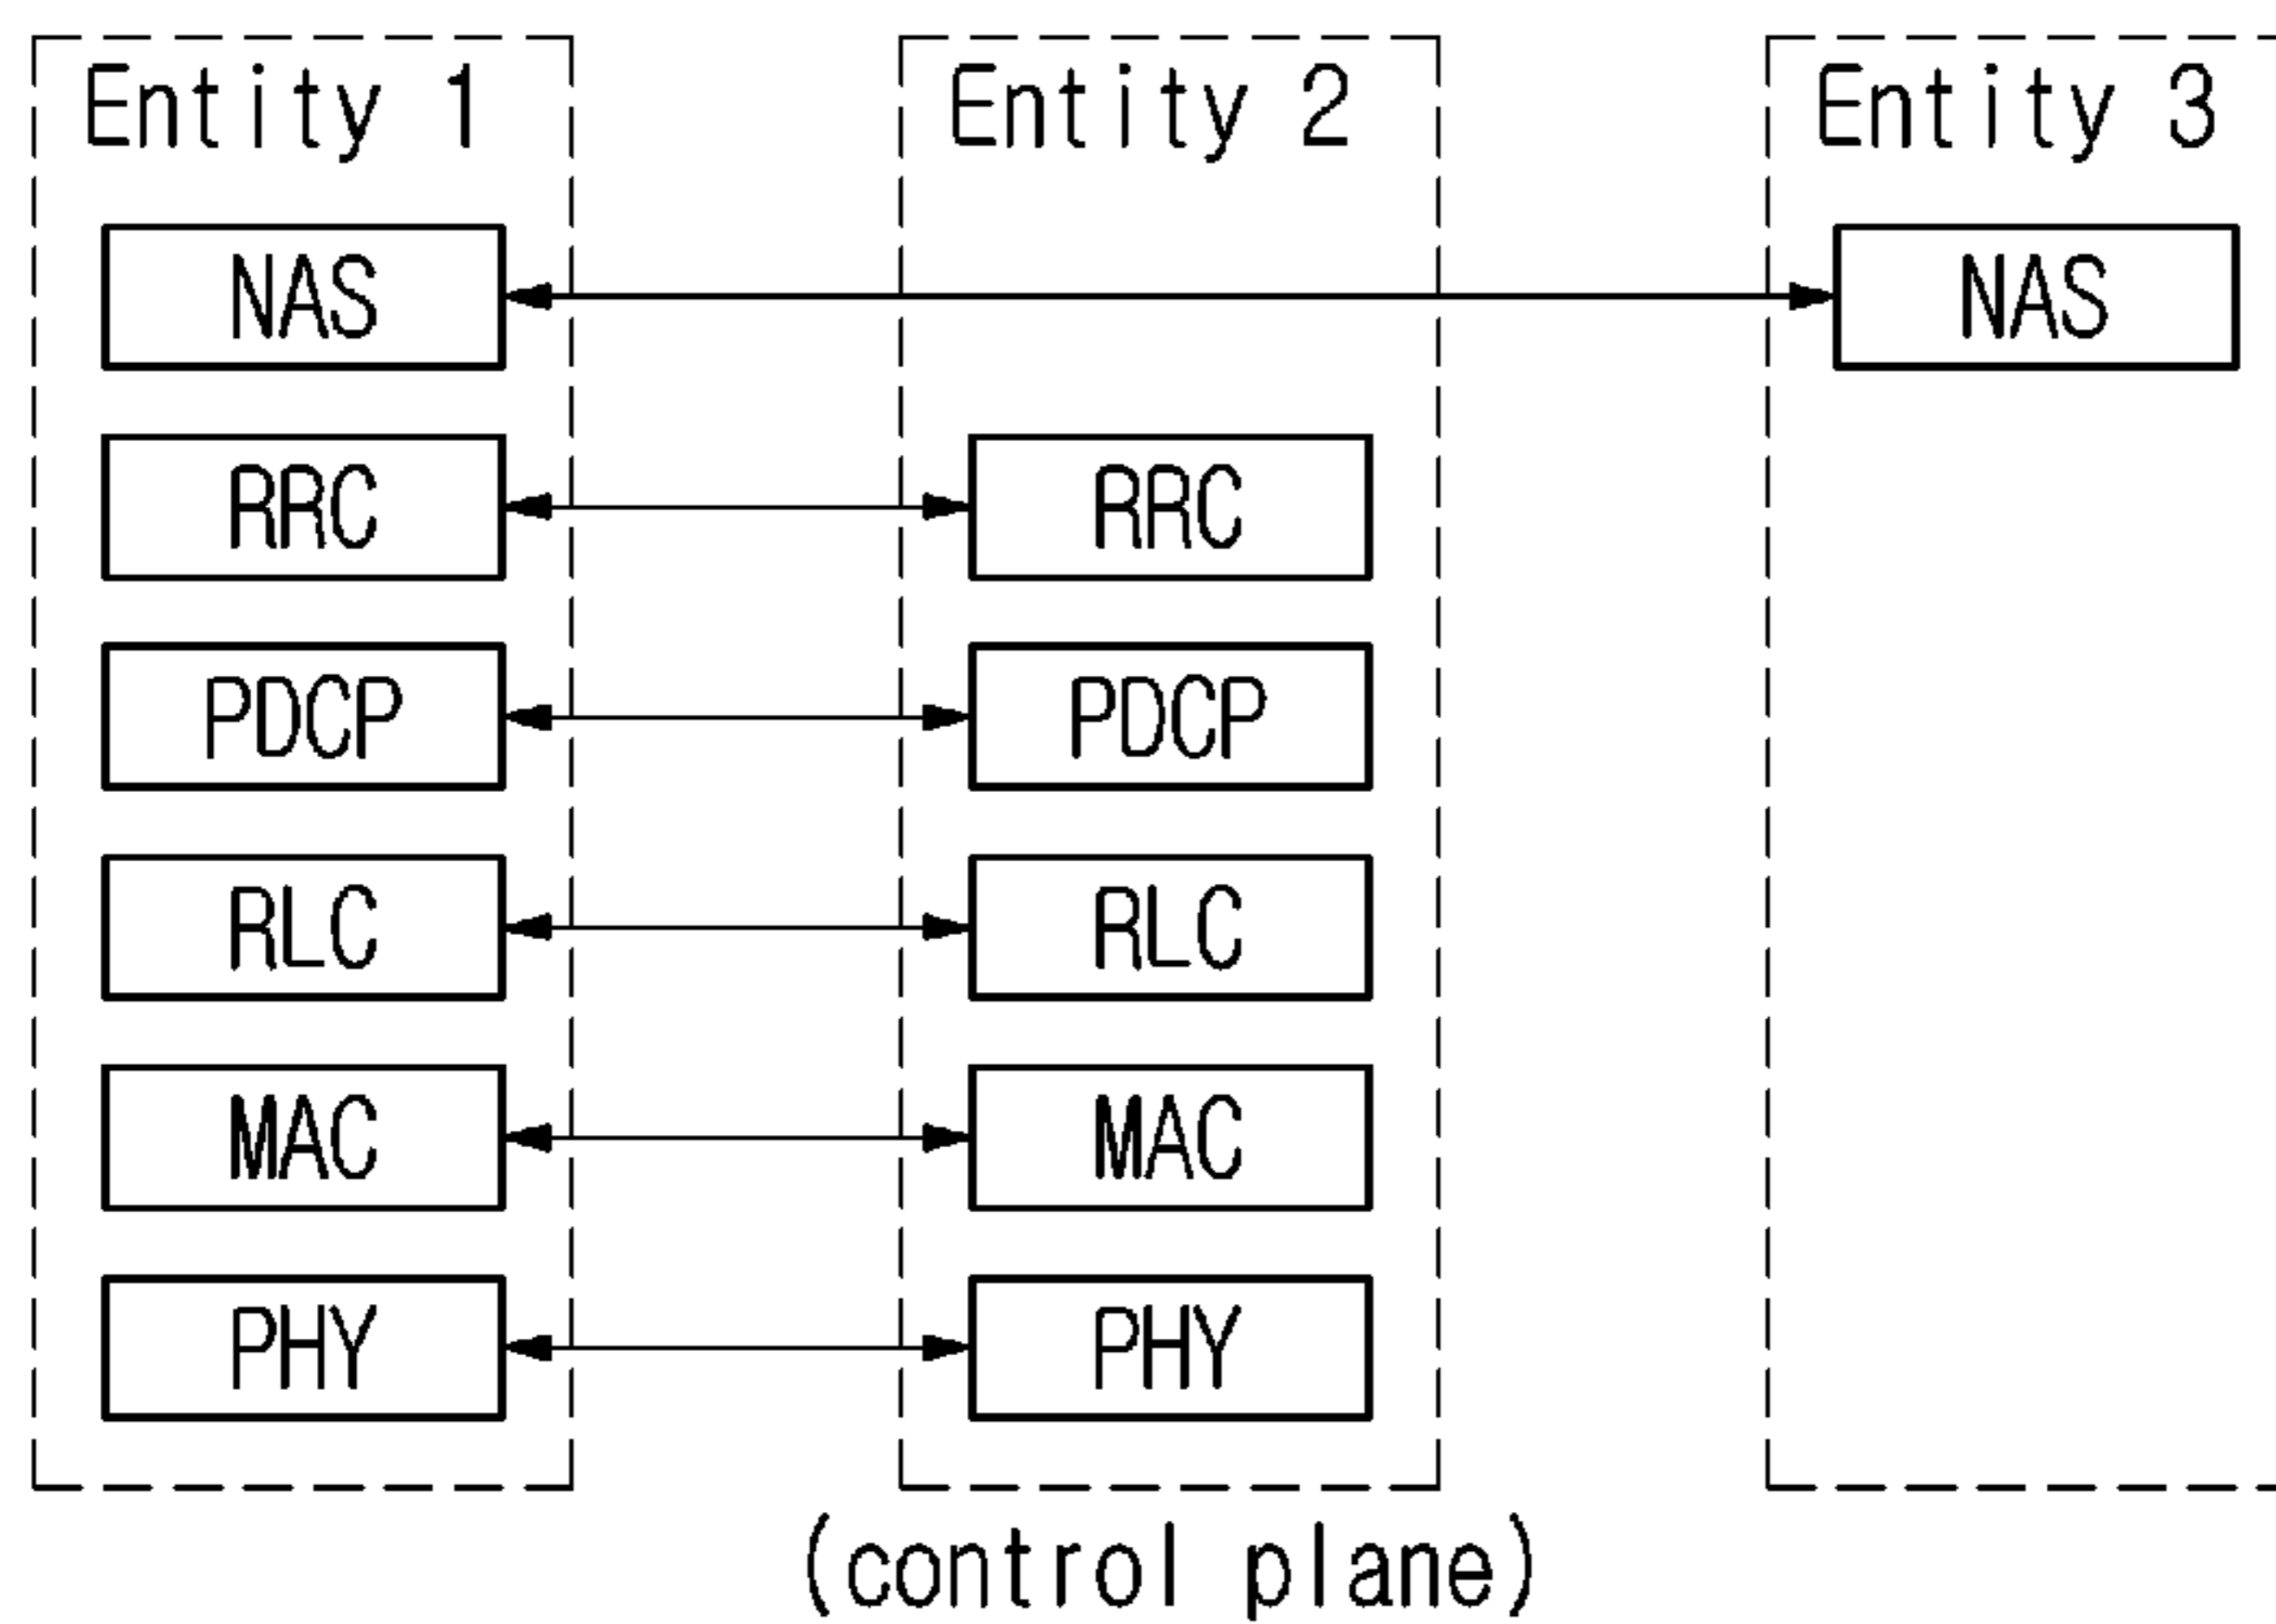 Entity 1
Entity 2
Entity 3
NAS
NAS
RRC
RRC
PDCP
PDCP
RLC
RLC
MAC
MAC
PHY
PHY
(control plane)